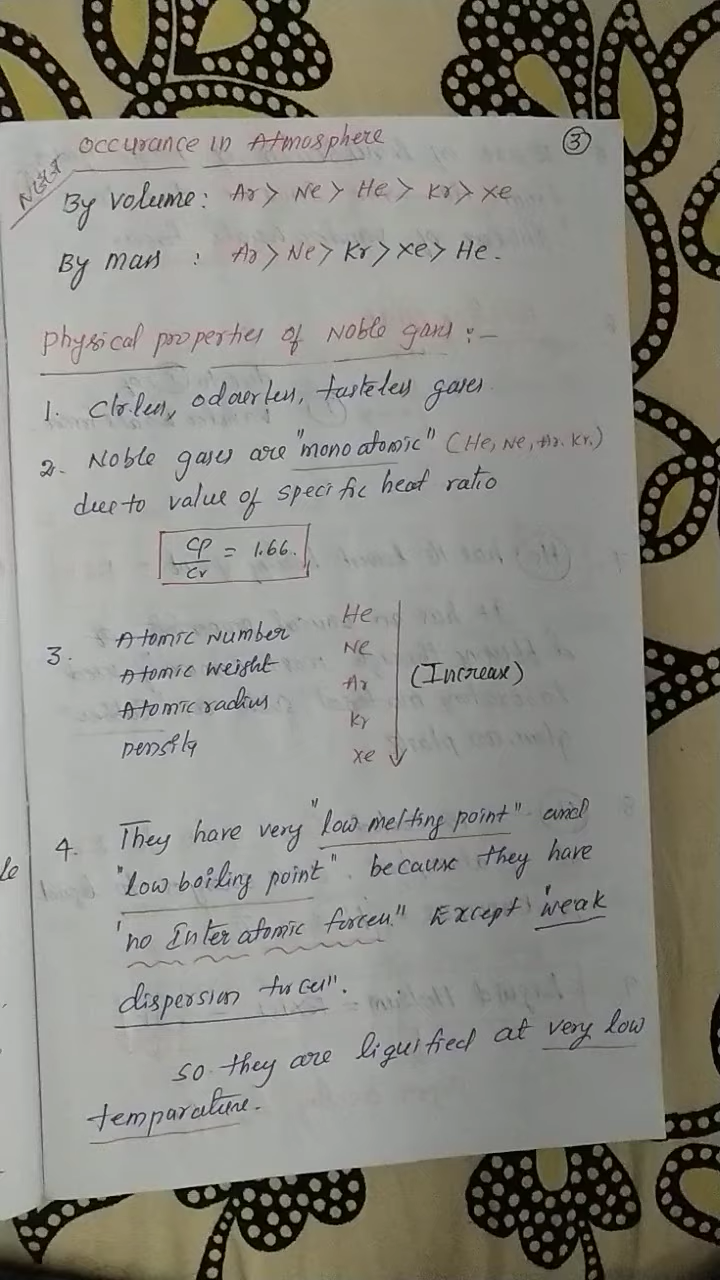 Occurance in Atmosphere
3
By volume: Ar > Ne > He > Kr > Xe
By mass : Ar > Ne > Kr > Xe > He.
Physical properties of Noble gases :-
1. Clrless, odaerless, tasteless gases.
2. Noble gases are "mono atomic" (He, Ne, Ar. Kr.)
due to value of specific heat ratio
Cp/Cv = 1.66.
3. Atomic Number
Atomic weight
Atomic radius
Density
He
Ne
Ar
Kr
Xe
(Increase)
4. They have very "low melting point" and
"low boiling point". because they have
"no Inter atomic forces" Except "weak
dispersion forces".
so they are liquified at very low
temparature.